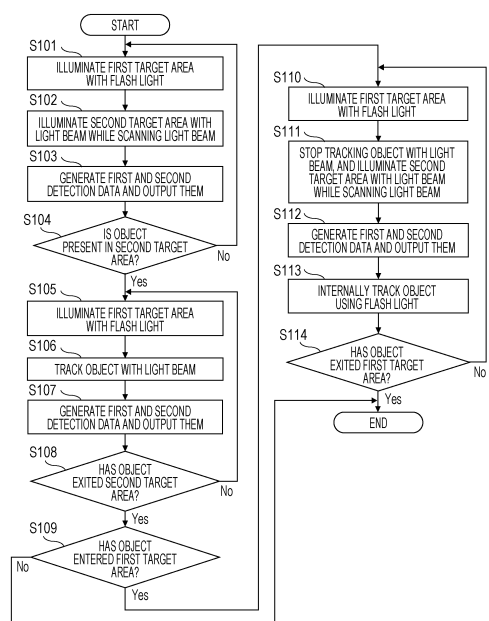 START
S101
ILLUMINATE FIRST TARGET AREA
WITH FLASH LIGHT
S102
ILLUMINATE SECOND TARGET AREA WITH
LIGHT BEAM WHILE SCANNING LIGHT BEAM
S103
GENERATE FIRST AND SECOND
DETECTION DATA AND OUTPUT THEM
S104
IS OBJECT
PRESENT IN SECOND TARGET
AREA?
No
Yes
S105
ILLUMINATE FIRST TARGET AREA
WITH FLASH LIGHT
S106
TRACK OBJECT WITH LIGHT BEAM
S107
GENERATE FIRST AND SECOND
DETECTION DATA AND OUTPUT THEM
S108
HAS OBJECT
EXITED SECOND TARGET
AREA?
No
Yes
S109
HAS OBJECT
ENTERED FIRST TARGET
AREA?
No
Yes
S110
ILLUMINATE FIRST TARGET AREA
WITH FLASH LIGHT
S111
STOP TRACKING OBJECT WITH LIGHT
BEAM, AND ILLUMINATE SECOND
TARGET AREA WITH LIGHT BEAM
WHILE SCANNING LIGHT BEAM
S112
GENERATE FIRST AND SECOND
DETECTION DATA AND OUTPUT THEM
S113
INTERNALLY TRACK OBJECT
USING FLASH LIGHT
S114
HAS OBJECT
EXITED FIRST TARGET
AREA?
No
Yes
END